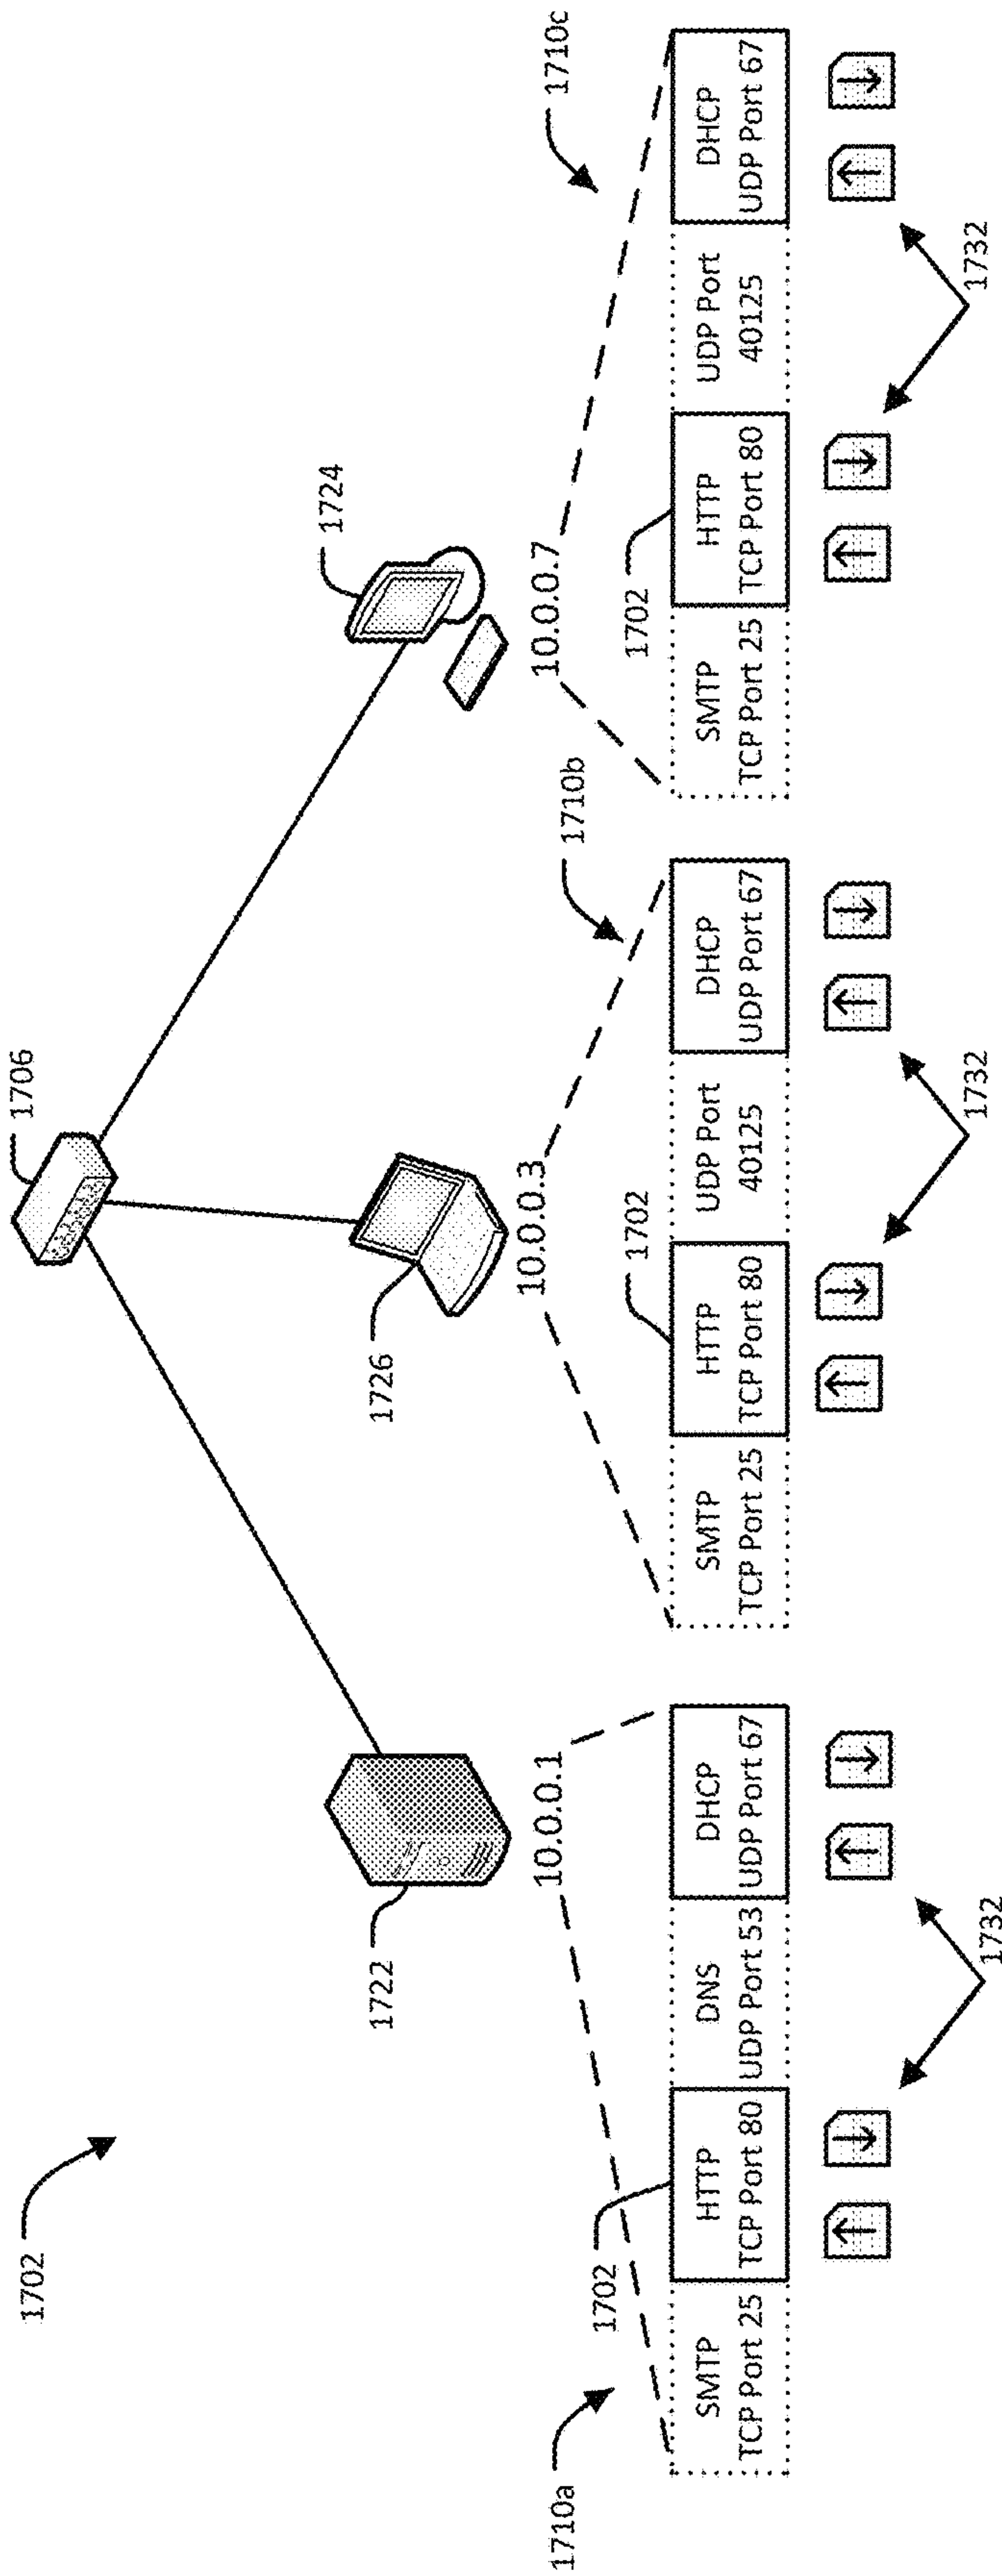 1702
1706
1722
1726
1724
10.0.0.1
10.0.0.3
10.0.0.7
1710a
1702
1710b
1702
1710c
1702
SMTP
TCP Port 25
HTTP
TCP Port 80
DNS
UDP Port 53
DHCP
UDP Port 67
SMTP
TCP Port 25
HTTP
TCP Port 80
UDP Port
40125
DHCP
UDP Port 67
SMTP
TCP Port 25
HTTP
TCP Port 80
UDP Port
40125
DHCP
UDP Port 67
1732
1732
1732